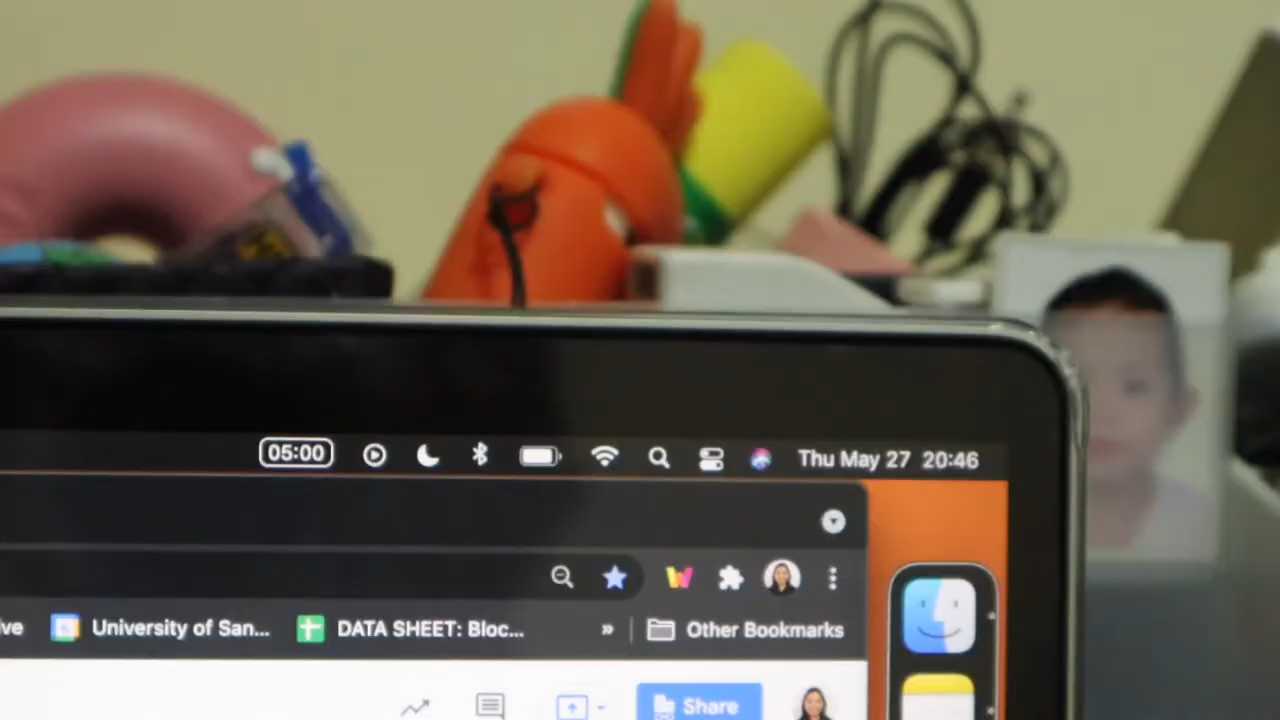 05:00 Thu May 27 20:46
ive University of San... DATA SHEET: Bloc... » Other Bookmarks
Share